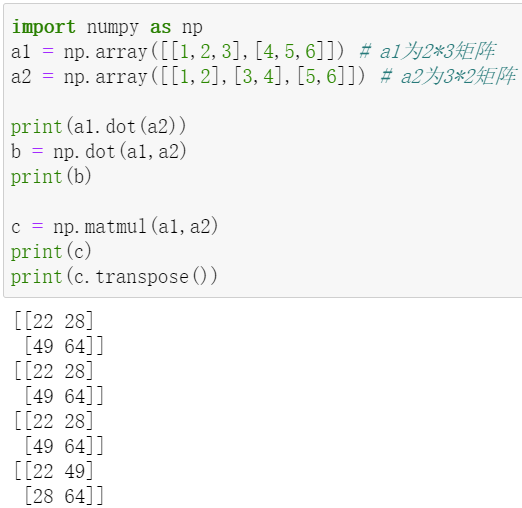 import numpy as np
a1 = np.array([[1,2,3],[4,5,6]]) # a1为2*3矩阵
a2 = np.array([[1,2],[3,4],[5,6]]) # a2为3*2矩阵
print(a1.dot(a2))
b = np.dot(a1,a2)
print(b)
c = np.matmul(a1,a2)
print(c)
print(c.transpose())
[[22 28]
 [49 64]]
[[22 28]
 [49 64]]
[[22 28]
 [49 64]]
[[22 49]
 [28 64]]